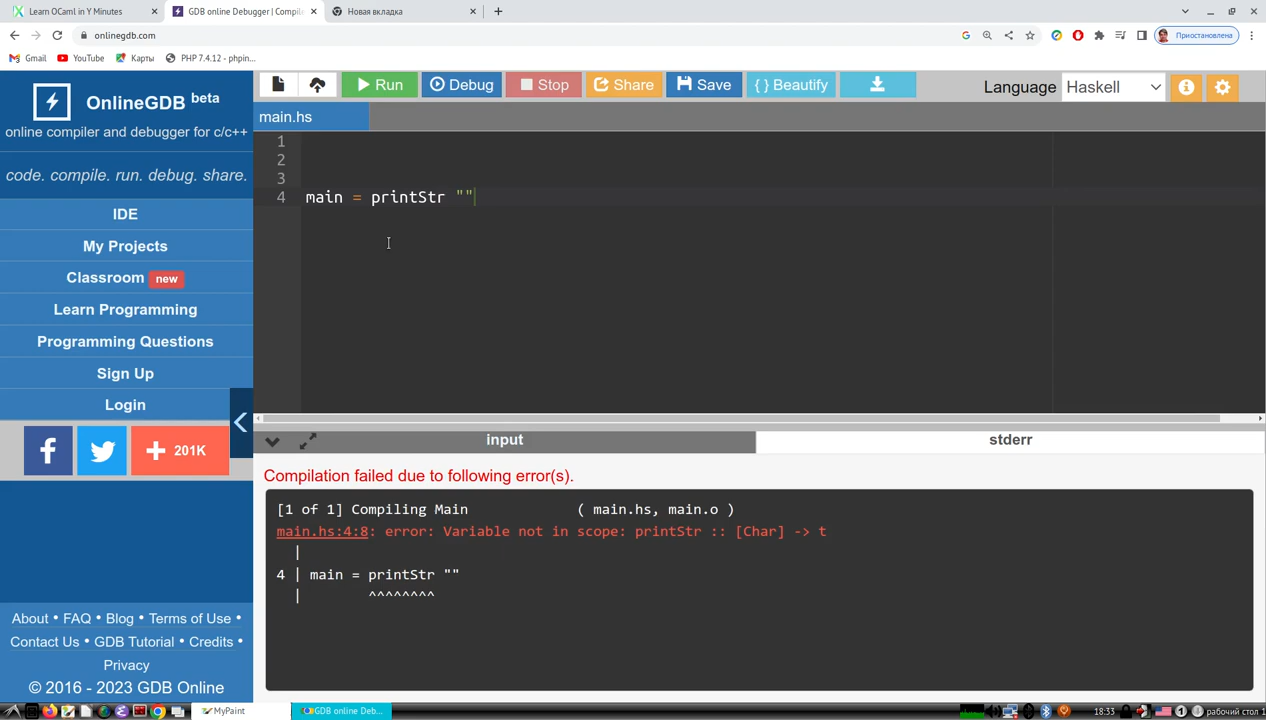 Learn OCaml in Y Minutes
GDB online Debugger | Compile
Новая вкладка
onlinegdb.com
Приостановлена
Gmail
YouTube
Карты
PHP 7.4.12 - phpin...
OnlineGDB beta
online compiler and debugger for c/c++
code. compile. run. debug. share.
IDE
My Projects
Classroom new
Learn Programming
Programming Questions
Sign Up
Login
201K
About • FAQ • Blog • Terms of Use •
Contact Us • GDB Tutorial • Credits •
Privacy
© 2016 - 2023 GDB Online
Run
Debug
Stop
Share
Save
{ } Beautify
Language
Haskell
main.hs
1
2
3
4 main = printStr ""
input
stderr
Compilation failed due to following error(s).
[1 of 1] Compiling Main ( main.hs, main.o )
main.hs:4:8: error: Variable not in scope: printStr :: [Char] -> t
|
4 | main = printStr ""
| ^^^^^^^^
MyPaint
GDB online Deb...
18:33
рабочий стол 1